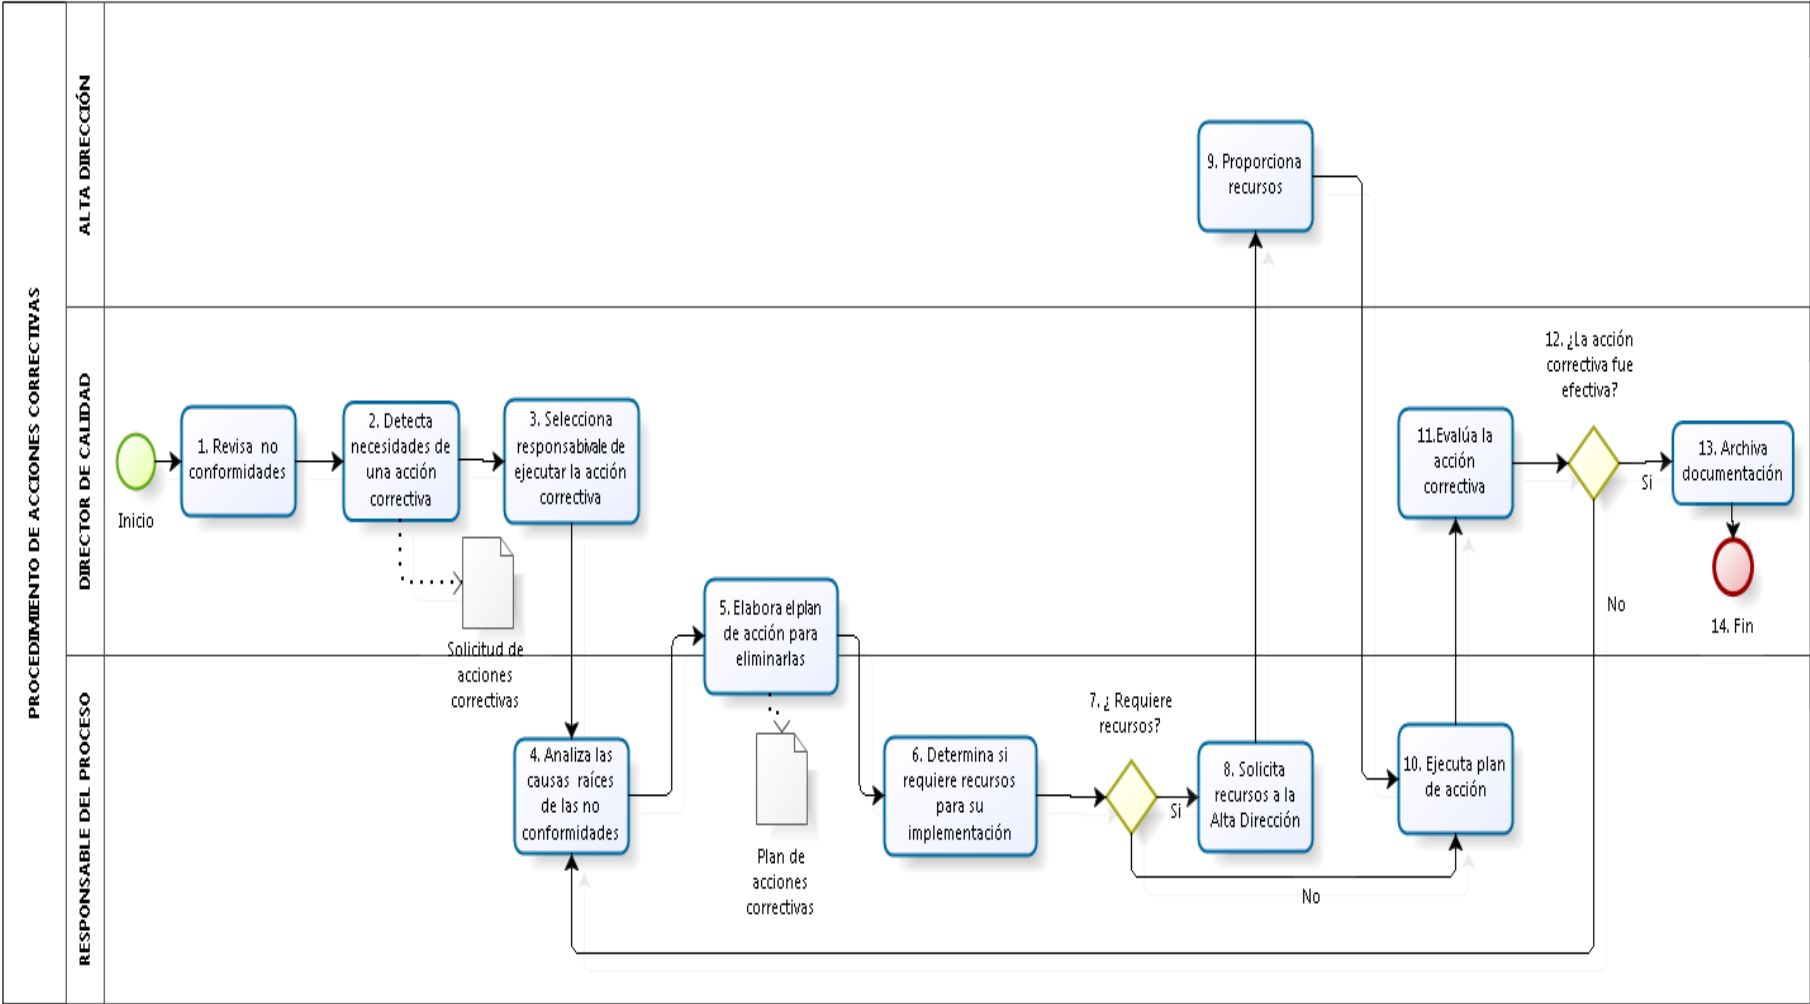 PROCEDIMIENTO DE ACCIONES CORRECTIVAS
ALTA DIRECCIÓN
9. Proporciona
recursos
DIRECTOR DE CALIDAD
Inicio
1. Revisa no
conformidades
2. Detecta
necesidades de
una acción
correctiva
Solicitud de
acciones
correctivas
3. Selecciona
de
ejecutar la acción
correctiva
5. Elabora el plan
de acción para
eliminarlas
11.Evalúa la
acción
correctiva
12. ¿La acción
correctiva fue
efectiva?
Si
No
13. Archiva
documentación
14. Fin
RESPONSABLE DEL PROCESO
4. Analiza las
causas raíces
de las no
conformidades
Plan de
acciones
correctivas
6. Determina si
requiere recursos
para su
implementación
7. ¿ Requiere
recursos?
Si
No
8. Solicita
recursos a la
Alta Dirección
10. Ejecuta plan
de acción